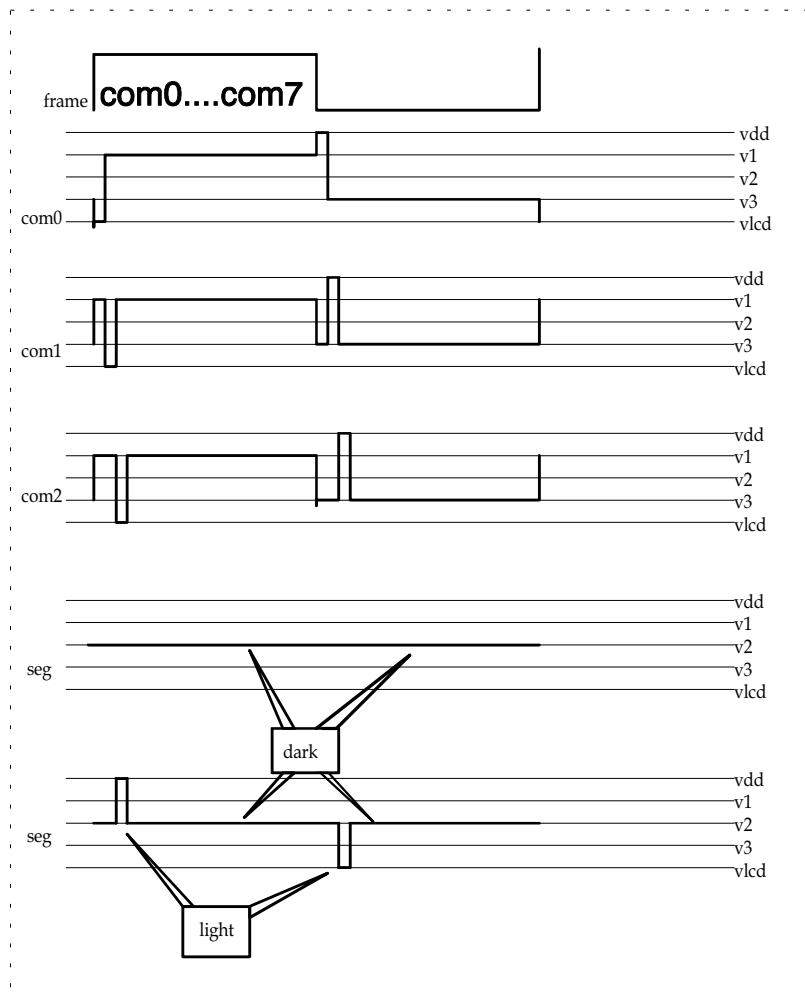 frame com0....com7
vdd
v1
v2
v3
com0 vlcd
vdd
v1
v2
com1 v3
vlcd
vdd
v1
v2
com2 v3
vlcd
vdd
v1
v2
seg v3
vlcd
dark
vdd
v1
v2
seg v3
vlcd
light